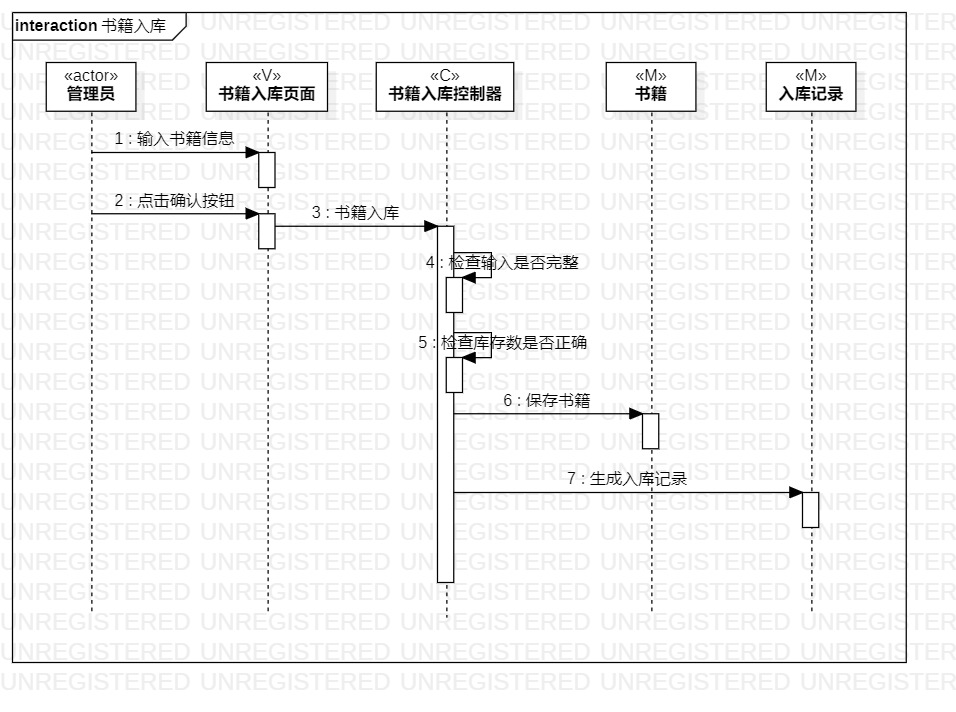 interaction 书籍入库
«actor»
管理员
«V»
书籍入库页面
«C»
书籍入库控制器
«M»
书籍
«M»
入库记录
1 : 输入书籍信息
2 : 点击确认按钮
3 : 书籍入库
4 : 检查输入是否完整
5 : 检查库存数是否正确
6 : 保存书籍
7 : 生成入库记录
UNREGISTERED